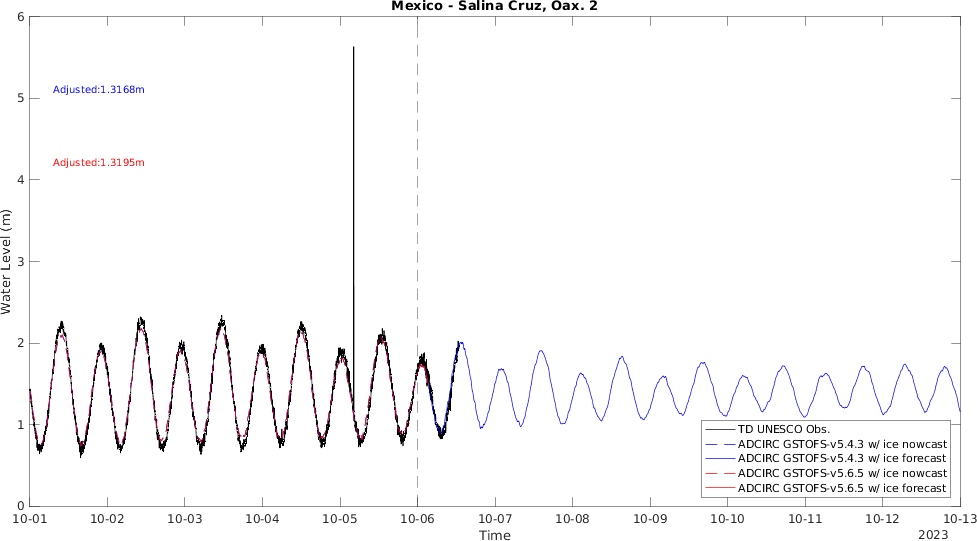 Mexico - Salina Cruz, Oax. 2
6
5
4
3
2
1
0
Water Level (m)
Adjusted:1.3168m
Adjusted:1.3195m
TD UNESCO Obs.
ADCIRC GSTOFS-v5.4.3 w/ ice nowcast
ADCIRC GSTOFS-v5.4.3 w/ ice forecast
ADCIRC GSTOFS-v5.6.5 w/ ice nowcast
ADCIRC GSTOFS-v5.6.5 w/ ice forecast
10-01 10-02 10-03 10-04 10-05 10-06 10-07 10-08 10-09 10-10 10-11 10-12 10-13
Time
2023